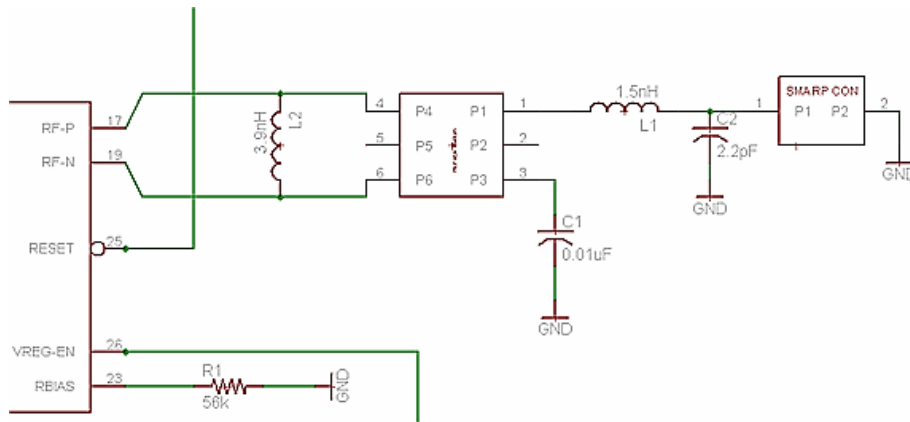 RF-P
17
RF-N
19
RESET
25
VREG-EN
26
RBIAS
23
R1
56k
GND
3.9nH
L2
4
P4
P1
1
5
P5
P2
2
6
P6
P3
3
C1
0.01uF
GND
1.5nH
L1
C2
2.2pF
GND
1
SMARP CON
P1
P2
2
GND